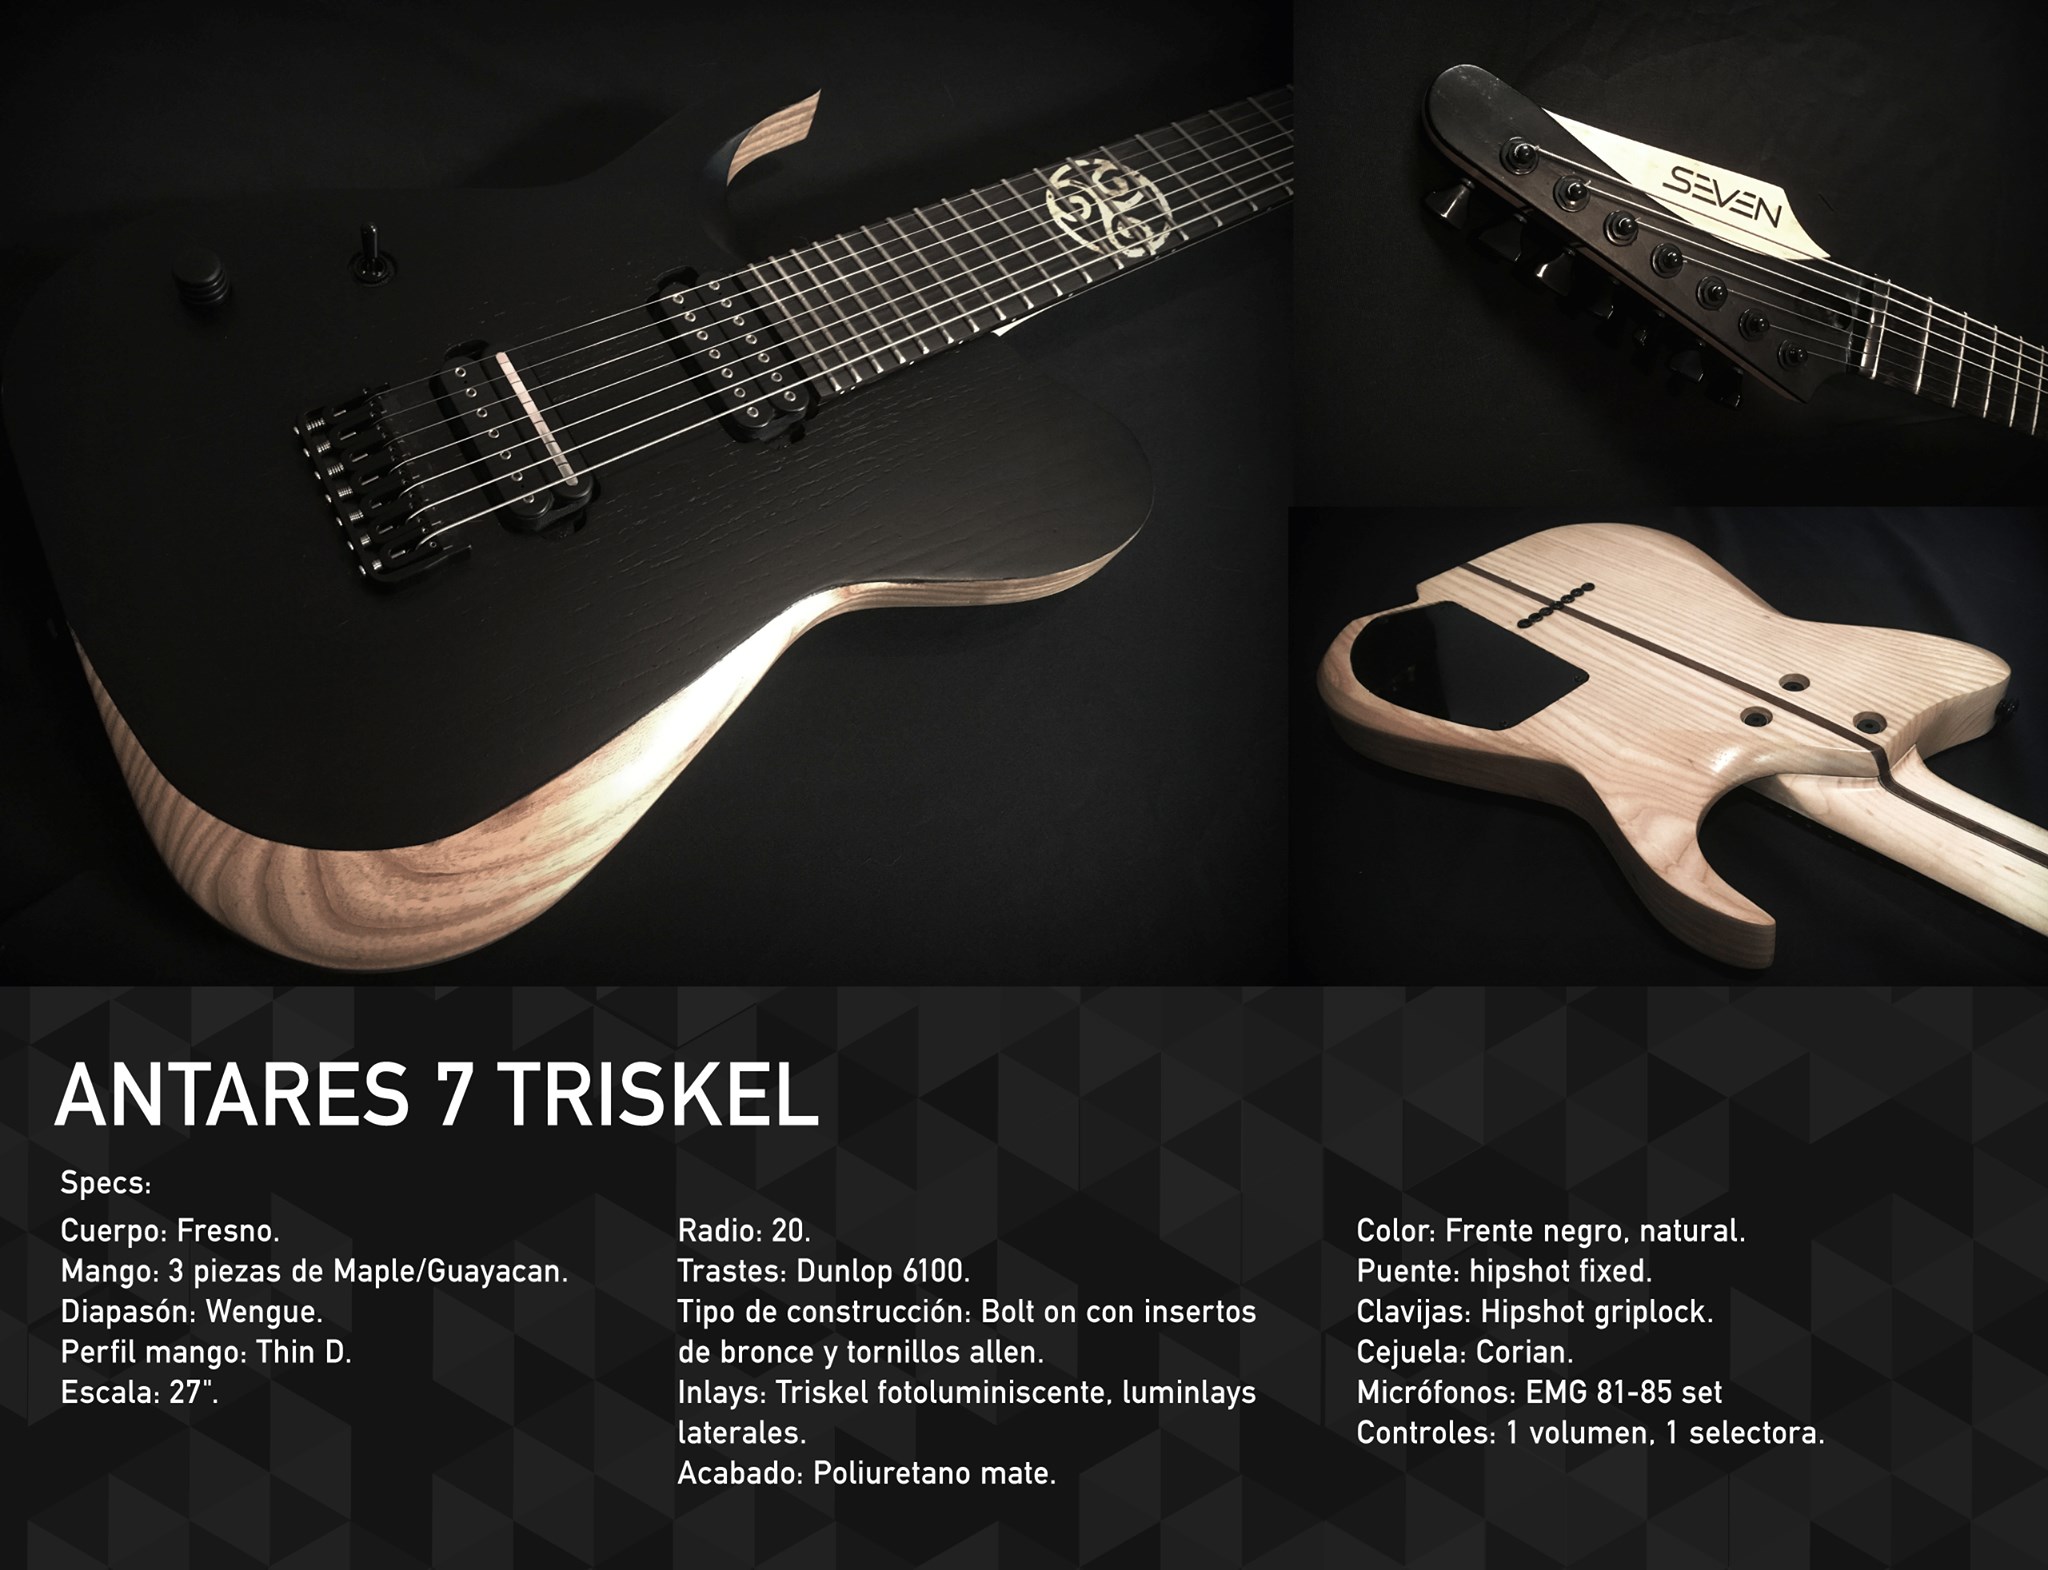 SEVEN
ANTARES 7 TRISKEL
Specs:
Cuerpo: Fresno.
Mango: 3 piezas de Maple/Guayacan.
Diapasón: Wengue.
Perfil mango: Thin D.
Escala: 27".
Radio: 20.
Trastes: Dunlop 6100.
Tipo de construcción: Bolt on con insertos
de bronce y tornillos allen.
Inlays: Triskel fotoluminiscente, luminlays
laterales.
Acabado: Poliuretano mate.
Color: Frente negro, natural.
Puente: hipshot fixed.
Clavijas: Hipshot griplock.
Cejuela: Corian.
Micrófonos: EMG 81-85 set
Controles: 1 volumen, 1 selectora.